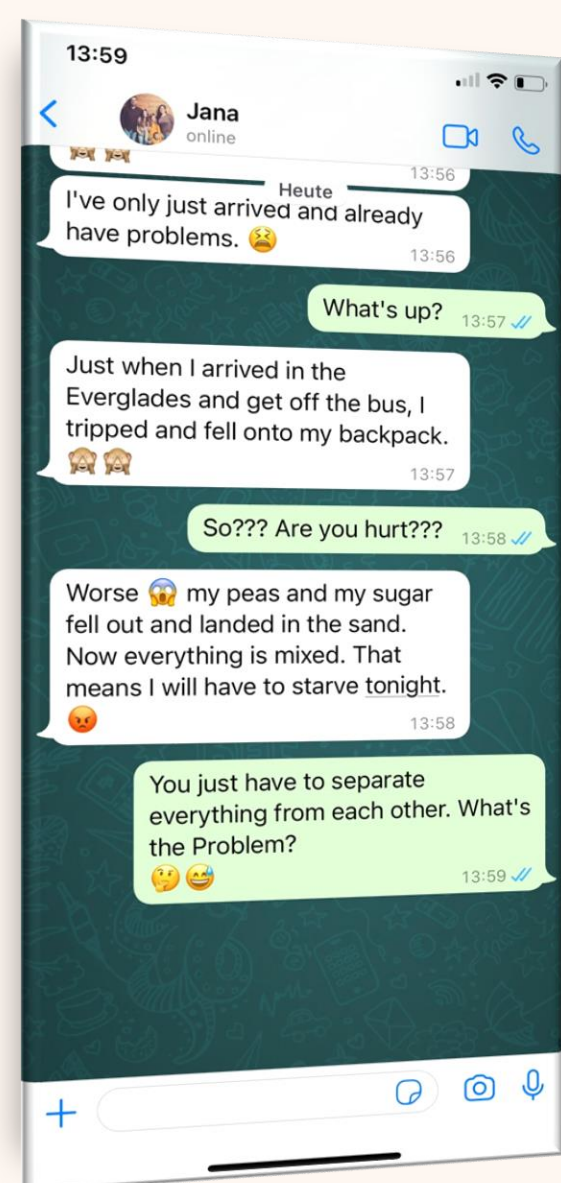 13:59
Jana
online
🙈🙈
13:56
Heute
I've only just arrived and already
have problems. 😫
13:56
What's up? 13:57
Just when I arrived in the
Everglades and get off the bus, I
tripped and fell onto my backpack.
🙈🙈 13:57
So??? Are you hurt??? 13:58
Worse 😱 my peas and my sugar
fell out and landed in the sand.
Now everything is mixed. That
means I will have to starve tonight.
😡 13:58
You just have to separate
everything from each other. What's
the Problem?
🤔😅 13:59